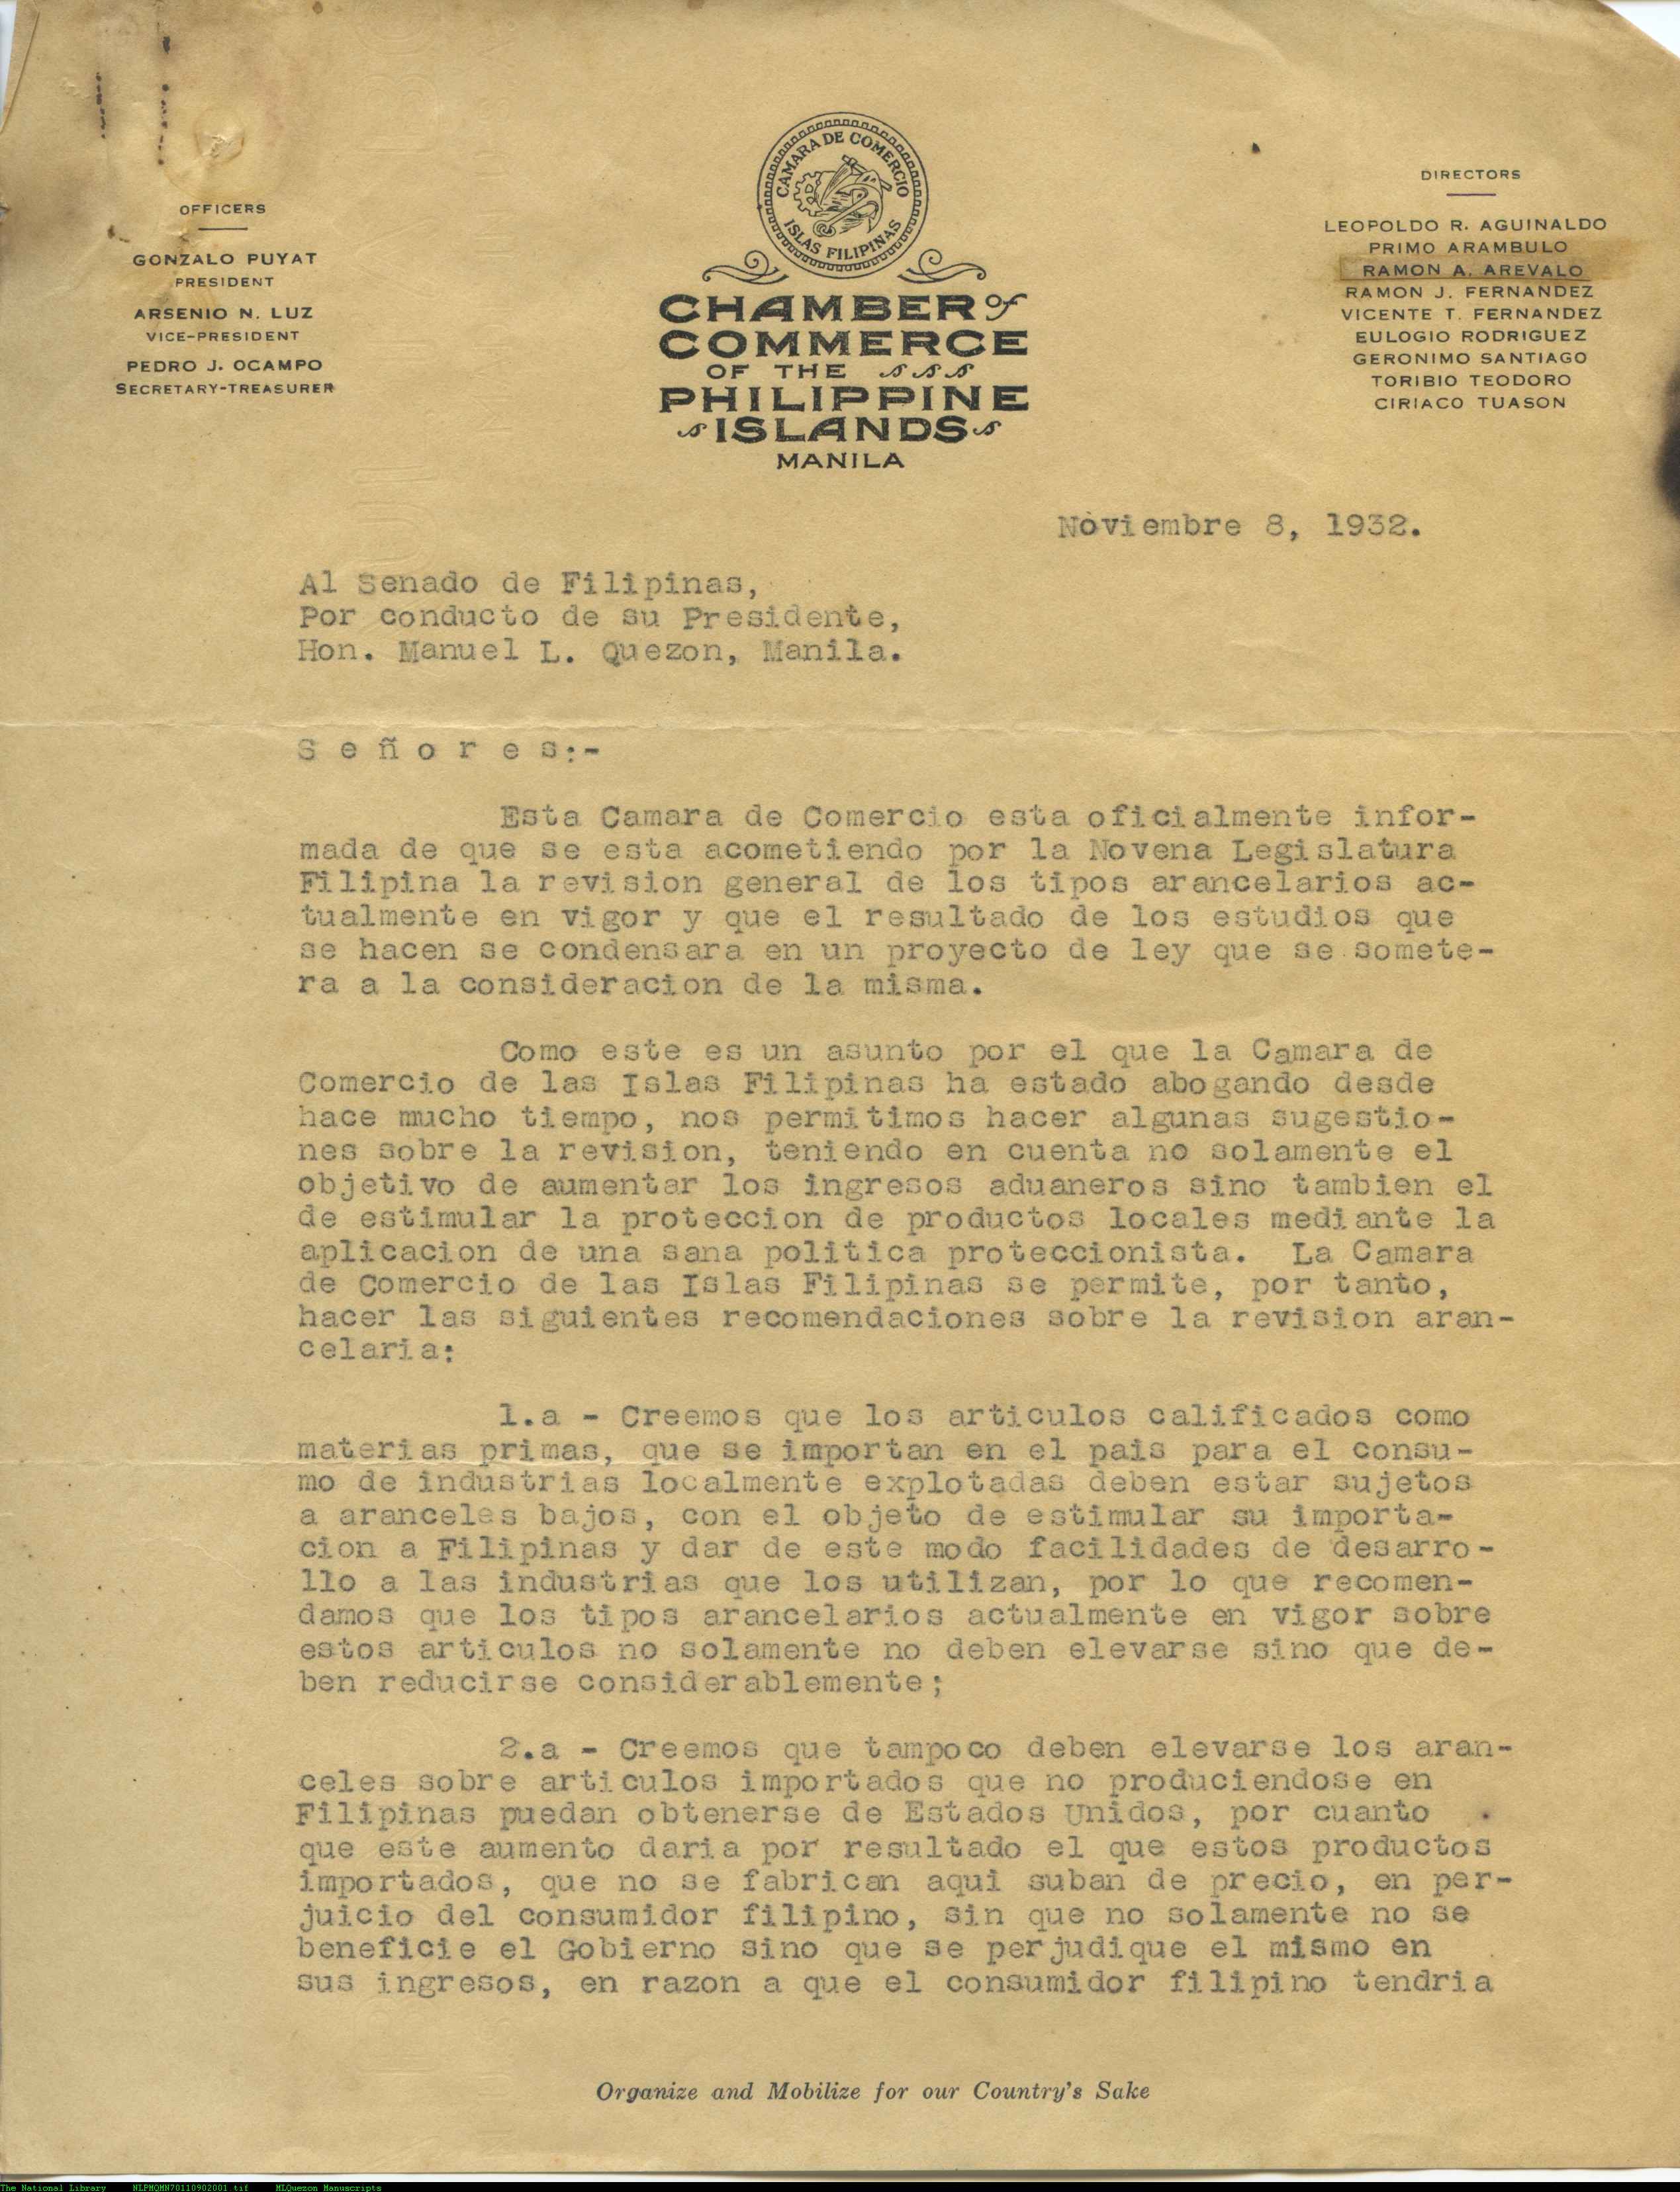 CAMARA DE COMERCIO
ISLAS FILIPINAS
CHAMBER of
COMMERCE
OF THE
PHILIPPINE
ISLANDS
MANILA
OFFICERS
GONZALO PUYAT
PRESIDENT
ARSENIO N. LUZ
VICE-PRESIDENT
PEDRO J. OCAMPO
SECRETARY-TREASURER
DIRECTORS
LEOPOLDO R. AGUINALDO
PRIMO ARAMBULO
RAMON A. AREVALO
RAMON J. FERNANDEZ
VICENTE T. FERNANDEZ
EULOGIO RODRIGUEZ
GERONIMO SANTIAGO
TORIBIO TEODORO
CIRIACO TUASON
Noviembre 8, 1932.
Al Senado de Filipinas,
Por conducto de su Presidente,
Hon. Manuel L. Quezon, Manila.
S e ñ o r e s:-
Esta Camara de Comercio esta oficialmente infor-
mada de que se esta acometiendo por la Novena Legislatura
Filipina la revision general de los tipos arancelarios ac-
tualmente en vigor y que el resultado de los estudios que
se hacen se condensara en un proyecto de ley que se somete-
ra a la consideracion de la misma.
Como este es un asunto por el que la Camara de
Comercio de las Islas Filipinas ha estado abogando desde
hace mucho tiempo, nos permitimos hacer algunas sugestio-
nes sobre la revision, teniendo en cuenta no solamente el
objetivo de aumentar los ingresos aduaneros sino tambien el
de estimular la proteccion de productos locales mediante la
aplicacion de una sana politica proteccionista. La Camara
de Comercio de las Islas Filipinas se permite, por tanto,
hacer las siguientes recomendaciones sobre la revision aran-
celaria:
1.a - Creemos que los articulos calificados como
materias primas, que se importan en el pais para el consu-
mo de industrias localmente explotadas deben estar sujetos
a aranceles bajos, con el objeto de estimular su importa-
cion a Filipinas y dar de este modo facilidades de desarro-
llo a las industrias que los utilizan, por lo que recomen-
damos que los tipos arancelarios actualmente en vigor sobre
estos articulos no solamente no deben elevarse sino que de-
ben reducirse considerablemente;
2.a - Creemos que tampoco deben elevarse los aran-
celes sobre articulos importados que no produciendose en
Filipinas puedan obtenerse de Estados Unidos, por cuanto
que este aumento daria por resultado el que estos productos
importados, que no se fabrican aqui suban de precio, en per-
juicio del consumidor filipino, sin que no solamente no se
beneficie el Gobierno sino que se perjudique el mismo en
sus ingresos, en razon a que el consumidor filipino tendria
Organize and Mobilize for our Country's Sake
The National Library NLPMQMN70110902001.tif MLQuezon Manuscripts